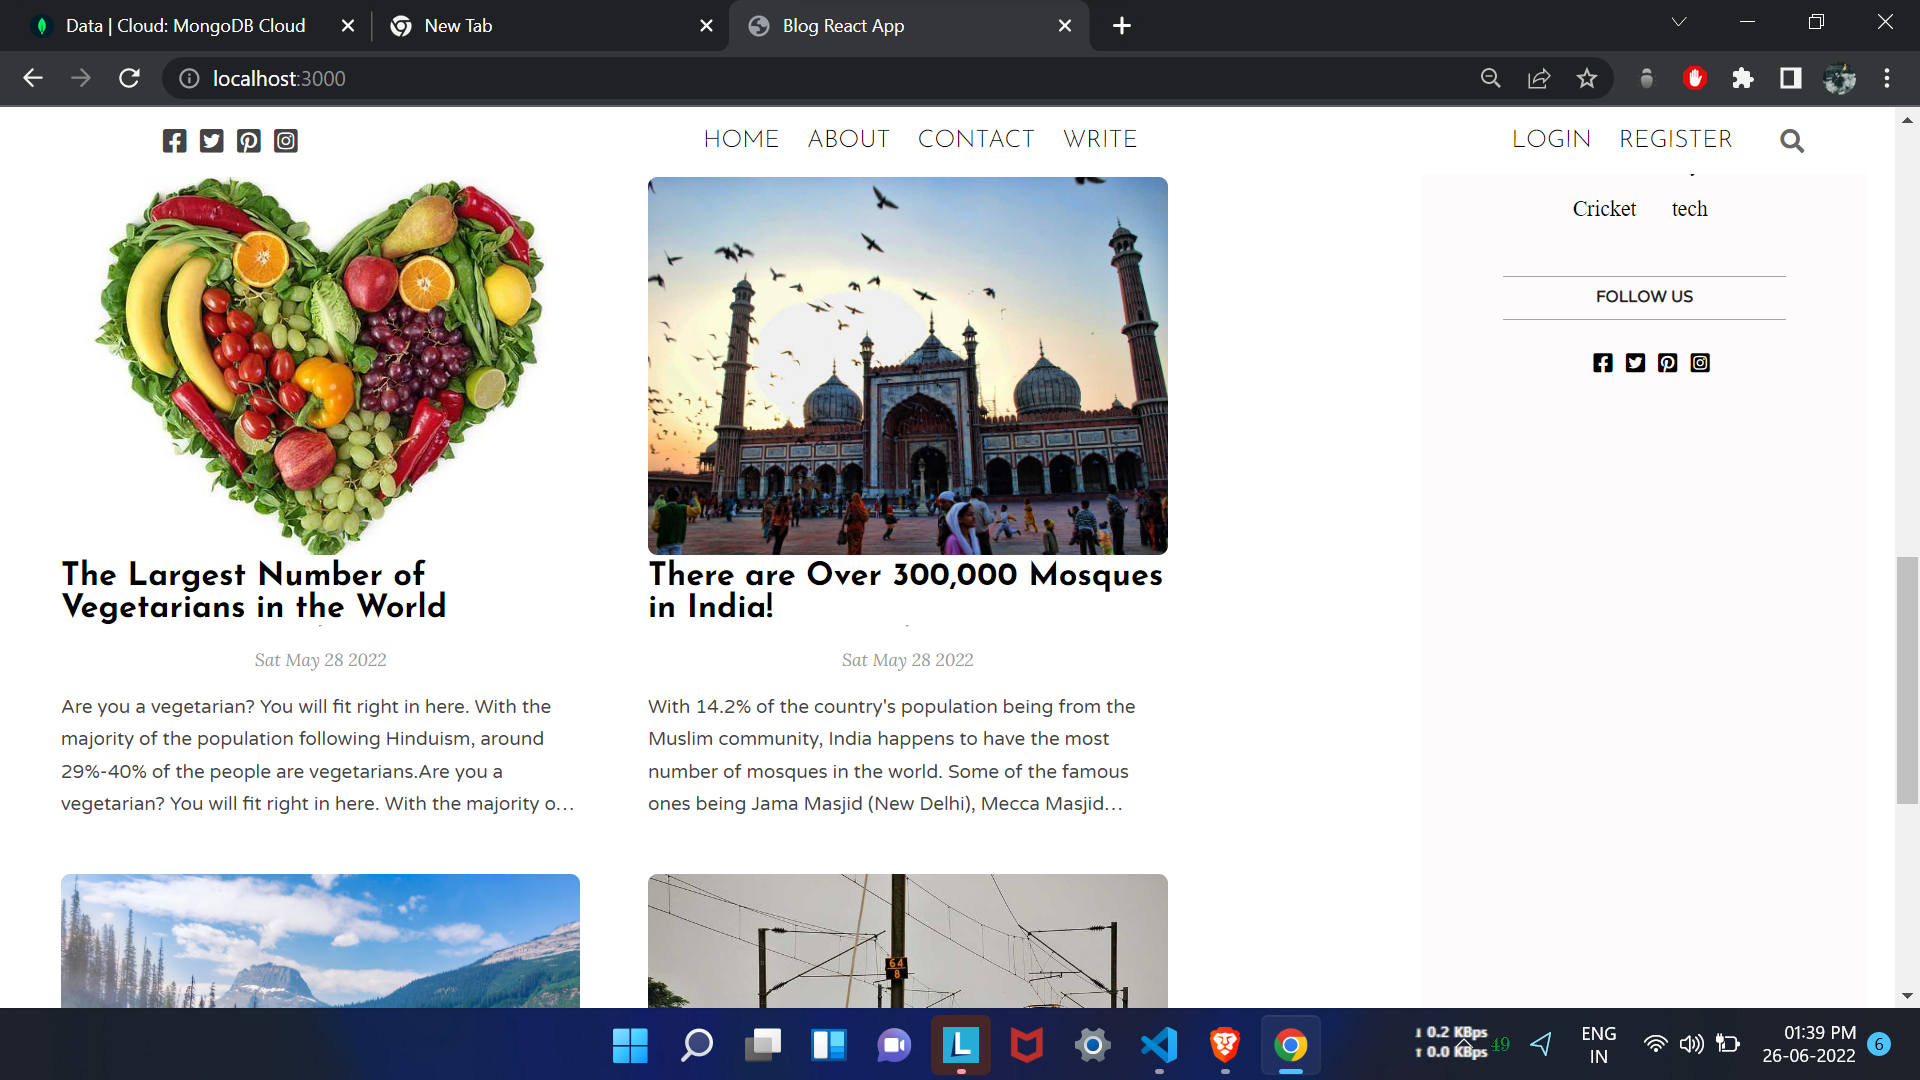 Data | Cloud: MongoDB Cloud
New Tab
Blog React App
localhost:3000
HOME ABOUT CONTACT WRITE
LOGIN REGISTER
Cricket tech
FOLLOW US
64
8
The Largest Number of
Vegetarians in the World
Sat May 28 2022
Are you a vegetarian? You will fit right in here. With the
majority of the population following Hinduism, around
29%-40% of the people are vegetarians.Are you a
vegetarian? You will fit right in here. With the majority o...
There are Over 300,000 Mosques
in India!
Sat May 28 2022
With 14.2% of the country's population being from the
Muslim community, India happens to have the most
number of mosques in the world. Some of the famous
ones being Jama Masjid (New Delhi), Mecca Masjid...
L
0.2 KBps
0.0 KBps
49
ENG
IN
01:39 PM
26-06-2022
6